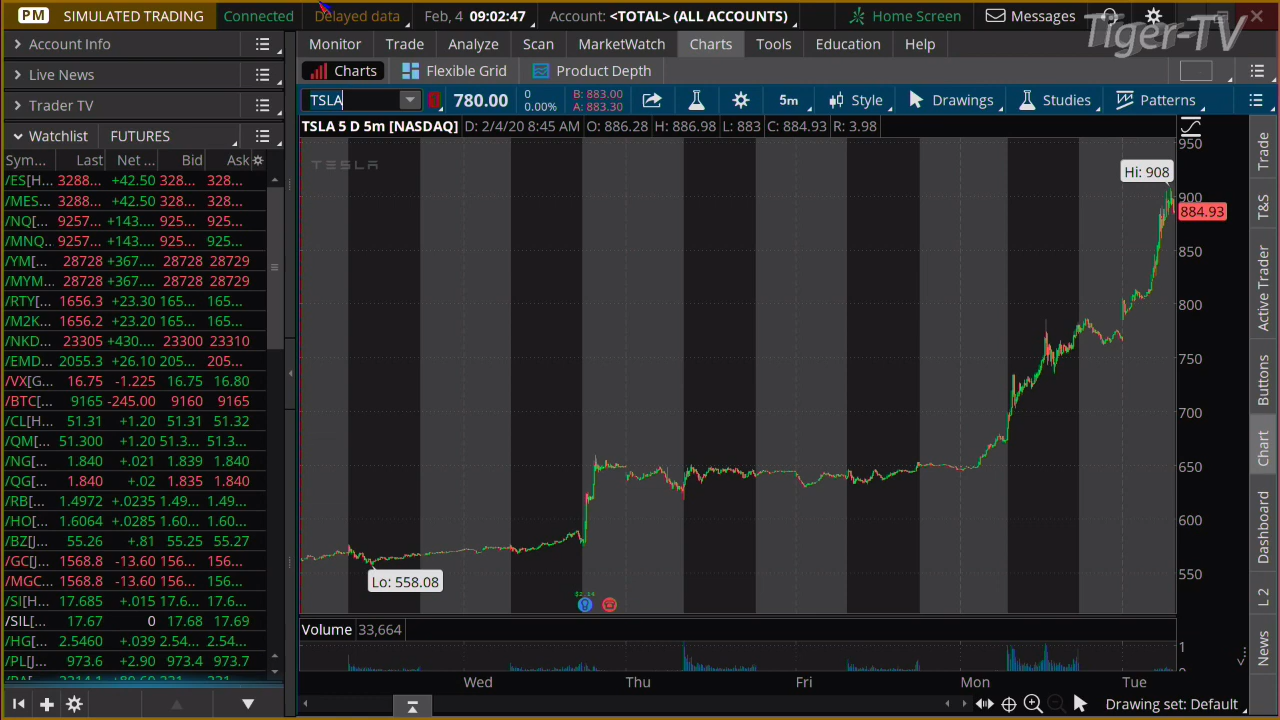 PM SIMULATED TRADING Connected Delayed data Feb, 4 09:02:47 Account: <TOTAL> (ALL ACCOUNTS) Home Screen Messages
Tiger-TV
Account Info
Live News
Trader TV
Watchlist FUTURES
Monitor Trade Analyze Scan MarketWatch Charts Tools Education Help
Charts Flexible Grid Product Depth
TSLA 780.00 0 0.00% B: 883.00 A: 883.30 5m Style Drawings Studies Patterns
TSLA 5 D 5m [NASDAQ] D: 2/4/20 8:45 AM O: 886.28 H: 886.98 L: 883 C: 884.93 R: 3.98
TESLA
Sym... Last Net ... Bid Ask
/ES[H... 3288... +42.50 328... 328...
/MES... 3288... +42.50 328... 328...
/NQ[... 9257... +143.... 925... 925...
/MNQ... 9257... +143.... 925... 925...
/YM[... 28728 +367.... 28728 28729
/MYM... 28728 +367.... 28728 28729
/RTY[... 1656.3 +23.30 165... 165...
/M2K... 1656.2 +23.20 165... 165...
/NKD... 23305 +430.... 23300 23310
/EMD... 2055.3 +26.10 205... 205...
/VX[G... 16.75 -1.225 16.75 16.80
/BTC[... 9165 -245.00 9160 9165
/CL[H... 51.31 +1.20 51.31 51.32
/QM[... 51.300 +1.20 51.3... 51.3...
/NG[... 1.840 +.021 1.839 1.840
/QG[... 1.840 +.02 1.835 1.840
/RB[... 1.4972 +.0235 1.49... 1.49...
/HO[... 1.6064 +.0285 1.60... 1.60...
/BZ[J... 55.26 +.81 55.25 55.27
/GC[J... 1568.8 -13.60 156... 156...
/MGC... 1568.8 -13.60 156... 156...
/SI[H... 17.685 +.015 17.6... 17.6...
/SIL[... 17.67 0 17.68 17.69
/HG[... 2.5460 +.039 2.54... 2.54...
/PL[J... 973.6 +2.90 973.4 973.7
Hi: 908
Lo: 558.08
950
900
884.93
850
800
750
700
650
600
550
Volume 33,664
1
Wed Thu Fri Mon Tue
Drawing set: Default
Trade
T&S
Active Trader
Buttons
Chart
Dashboard
L 2
News